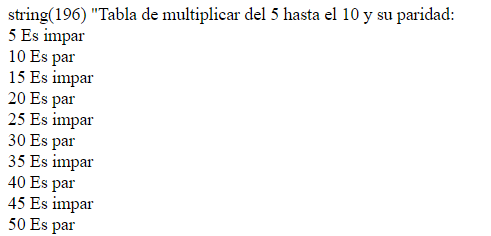 string(196) "Tabla de multiplicar del 5 hasta el 10 y su paridad:
5 Es impar
10 Es par
15 Es impar
20 Es par
25 Es impar
30 Es par
35 Es impar
40 Es par
45 Es impar
50 Es par